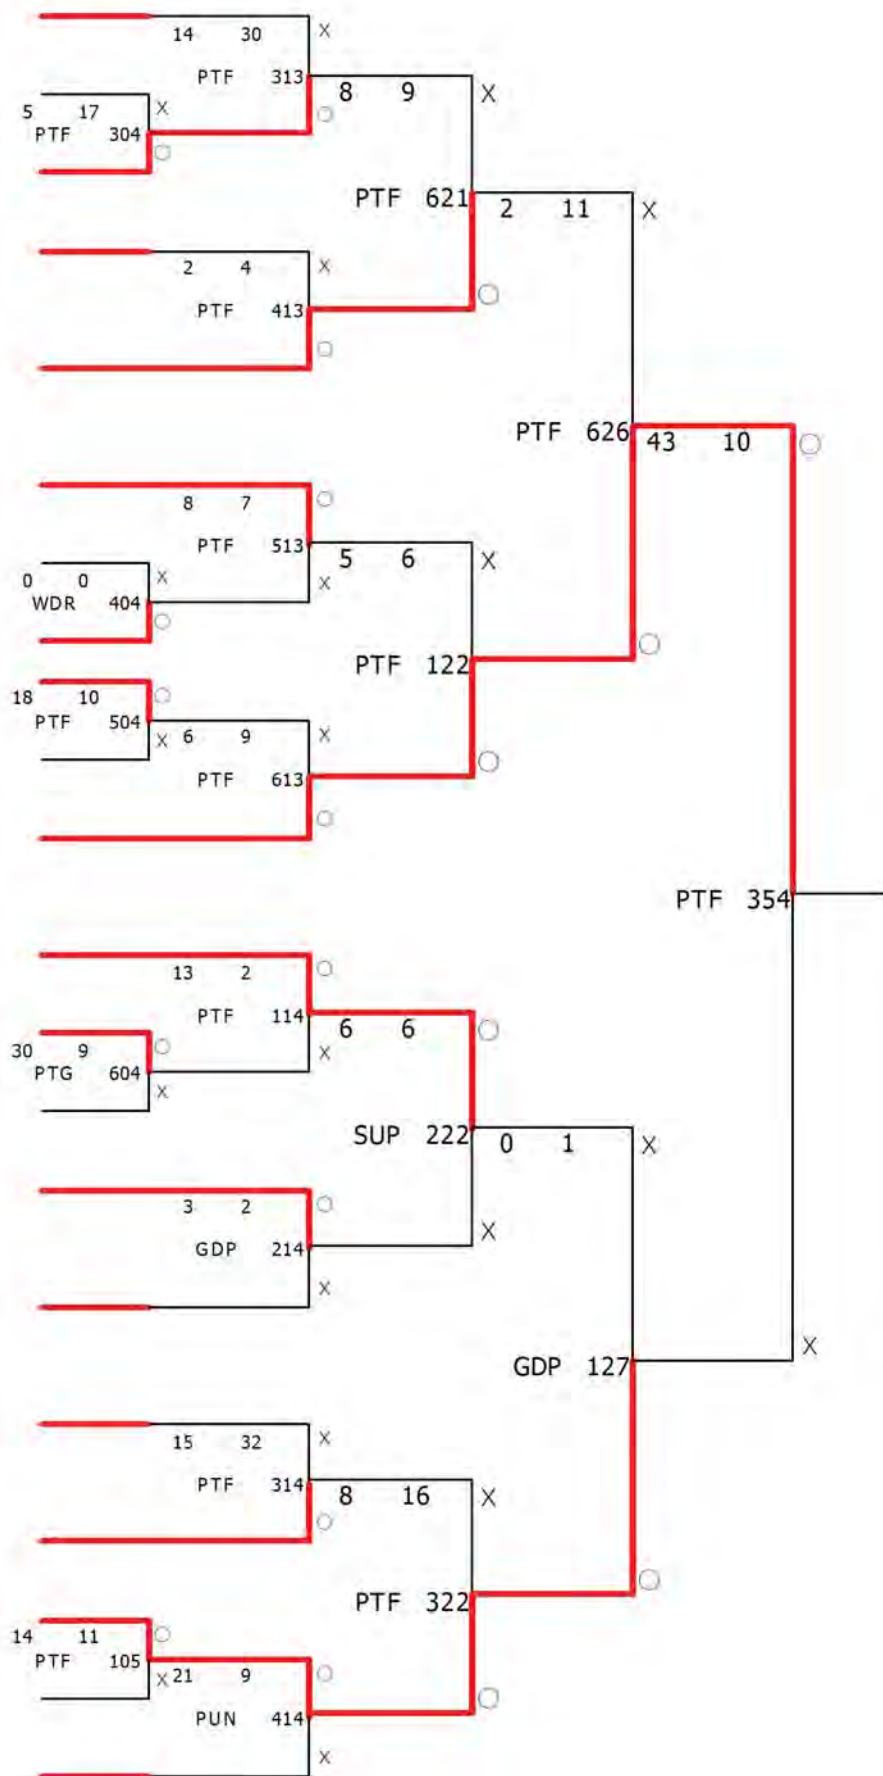 14 30 X
PTF 313
8 9 X
5 17 X
PTF 304 ○
○
PTF 621
2 11 X
2 4 X
PTF 413
○
○
PTF 626
43 10 ○
8 7 ○
PTF 513
5 6 X
0 0 X
WDR 404 X
○
○
PTF 122
18 10 ○
PTF 504
X 6 9 X
PTF 613
○
○
PTF 354
13 2 ○
PTF 114
6 6 ○
30 9 ○
PTG 604 X
X
SUP 222
0 1 X
3 2 ○
GDP 214
X
X
X
GDP 127
15 32 X
PTF 314
8 16 X
○
○
PTF 322
14 11 ○
PTF 105
X 21 9 ○
PUN 414
○
X